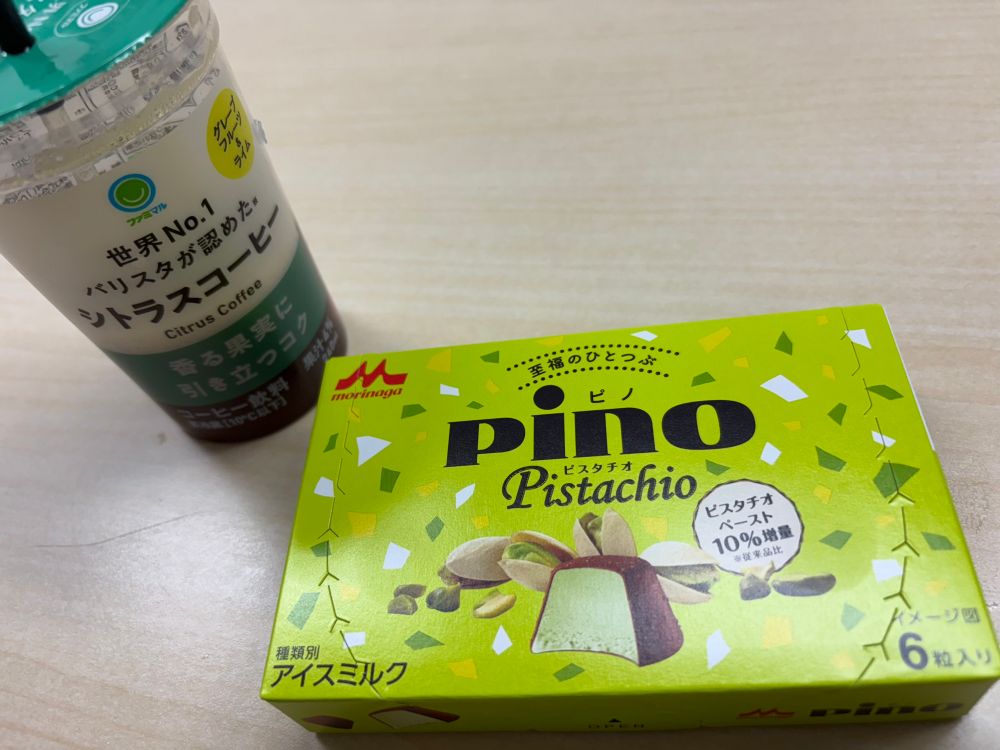 グレープ
フルーツ
&
ライム
ファミマル
世界No.1
バリスタが認めた※
シトラスコーヒー
Citrus Coffee
香る果実に
引き立つコク
コーヒー飲料
morinaga
至福のひとつぶ
ピノ
pino
ピスタチオ
Pistachio
ピスタチオ
ペースト
10%増量
※従来品比
イメージ図
6粒入り
種類別
アイスミルク
OPEN
pino